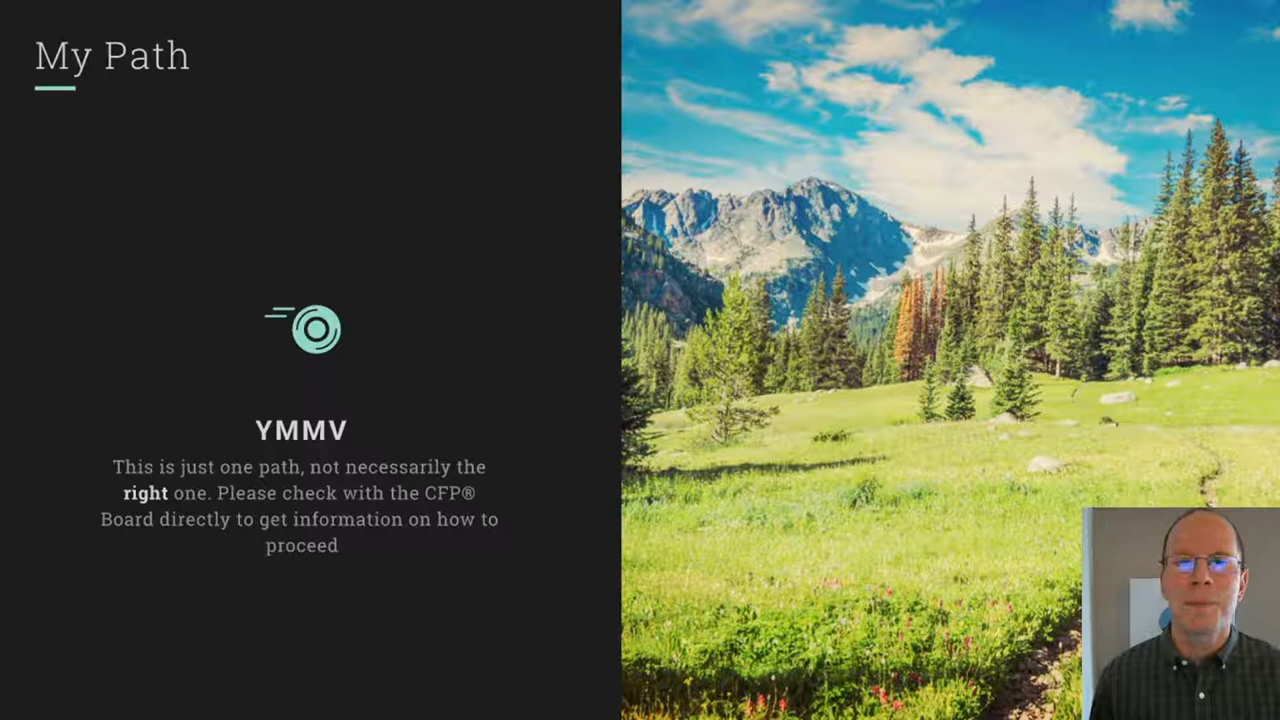 My Path
YMMV
This is just one path, not necessarily the
right one. Please check with the CFP®
Board directly to get information on how to
proceed